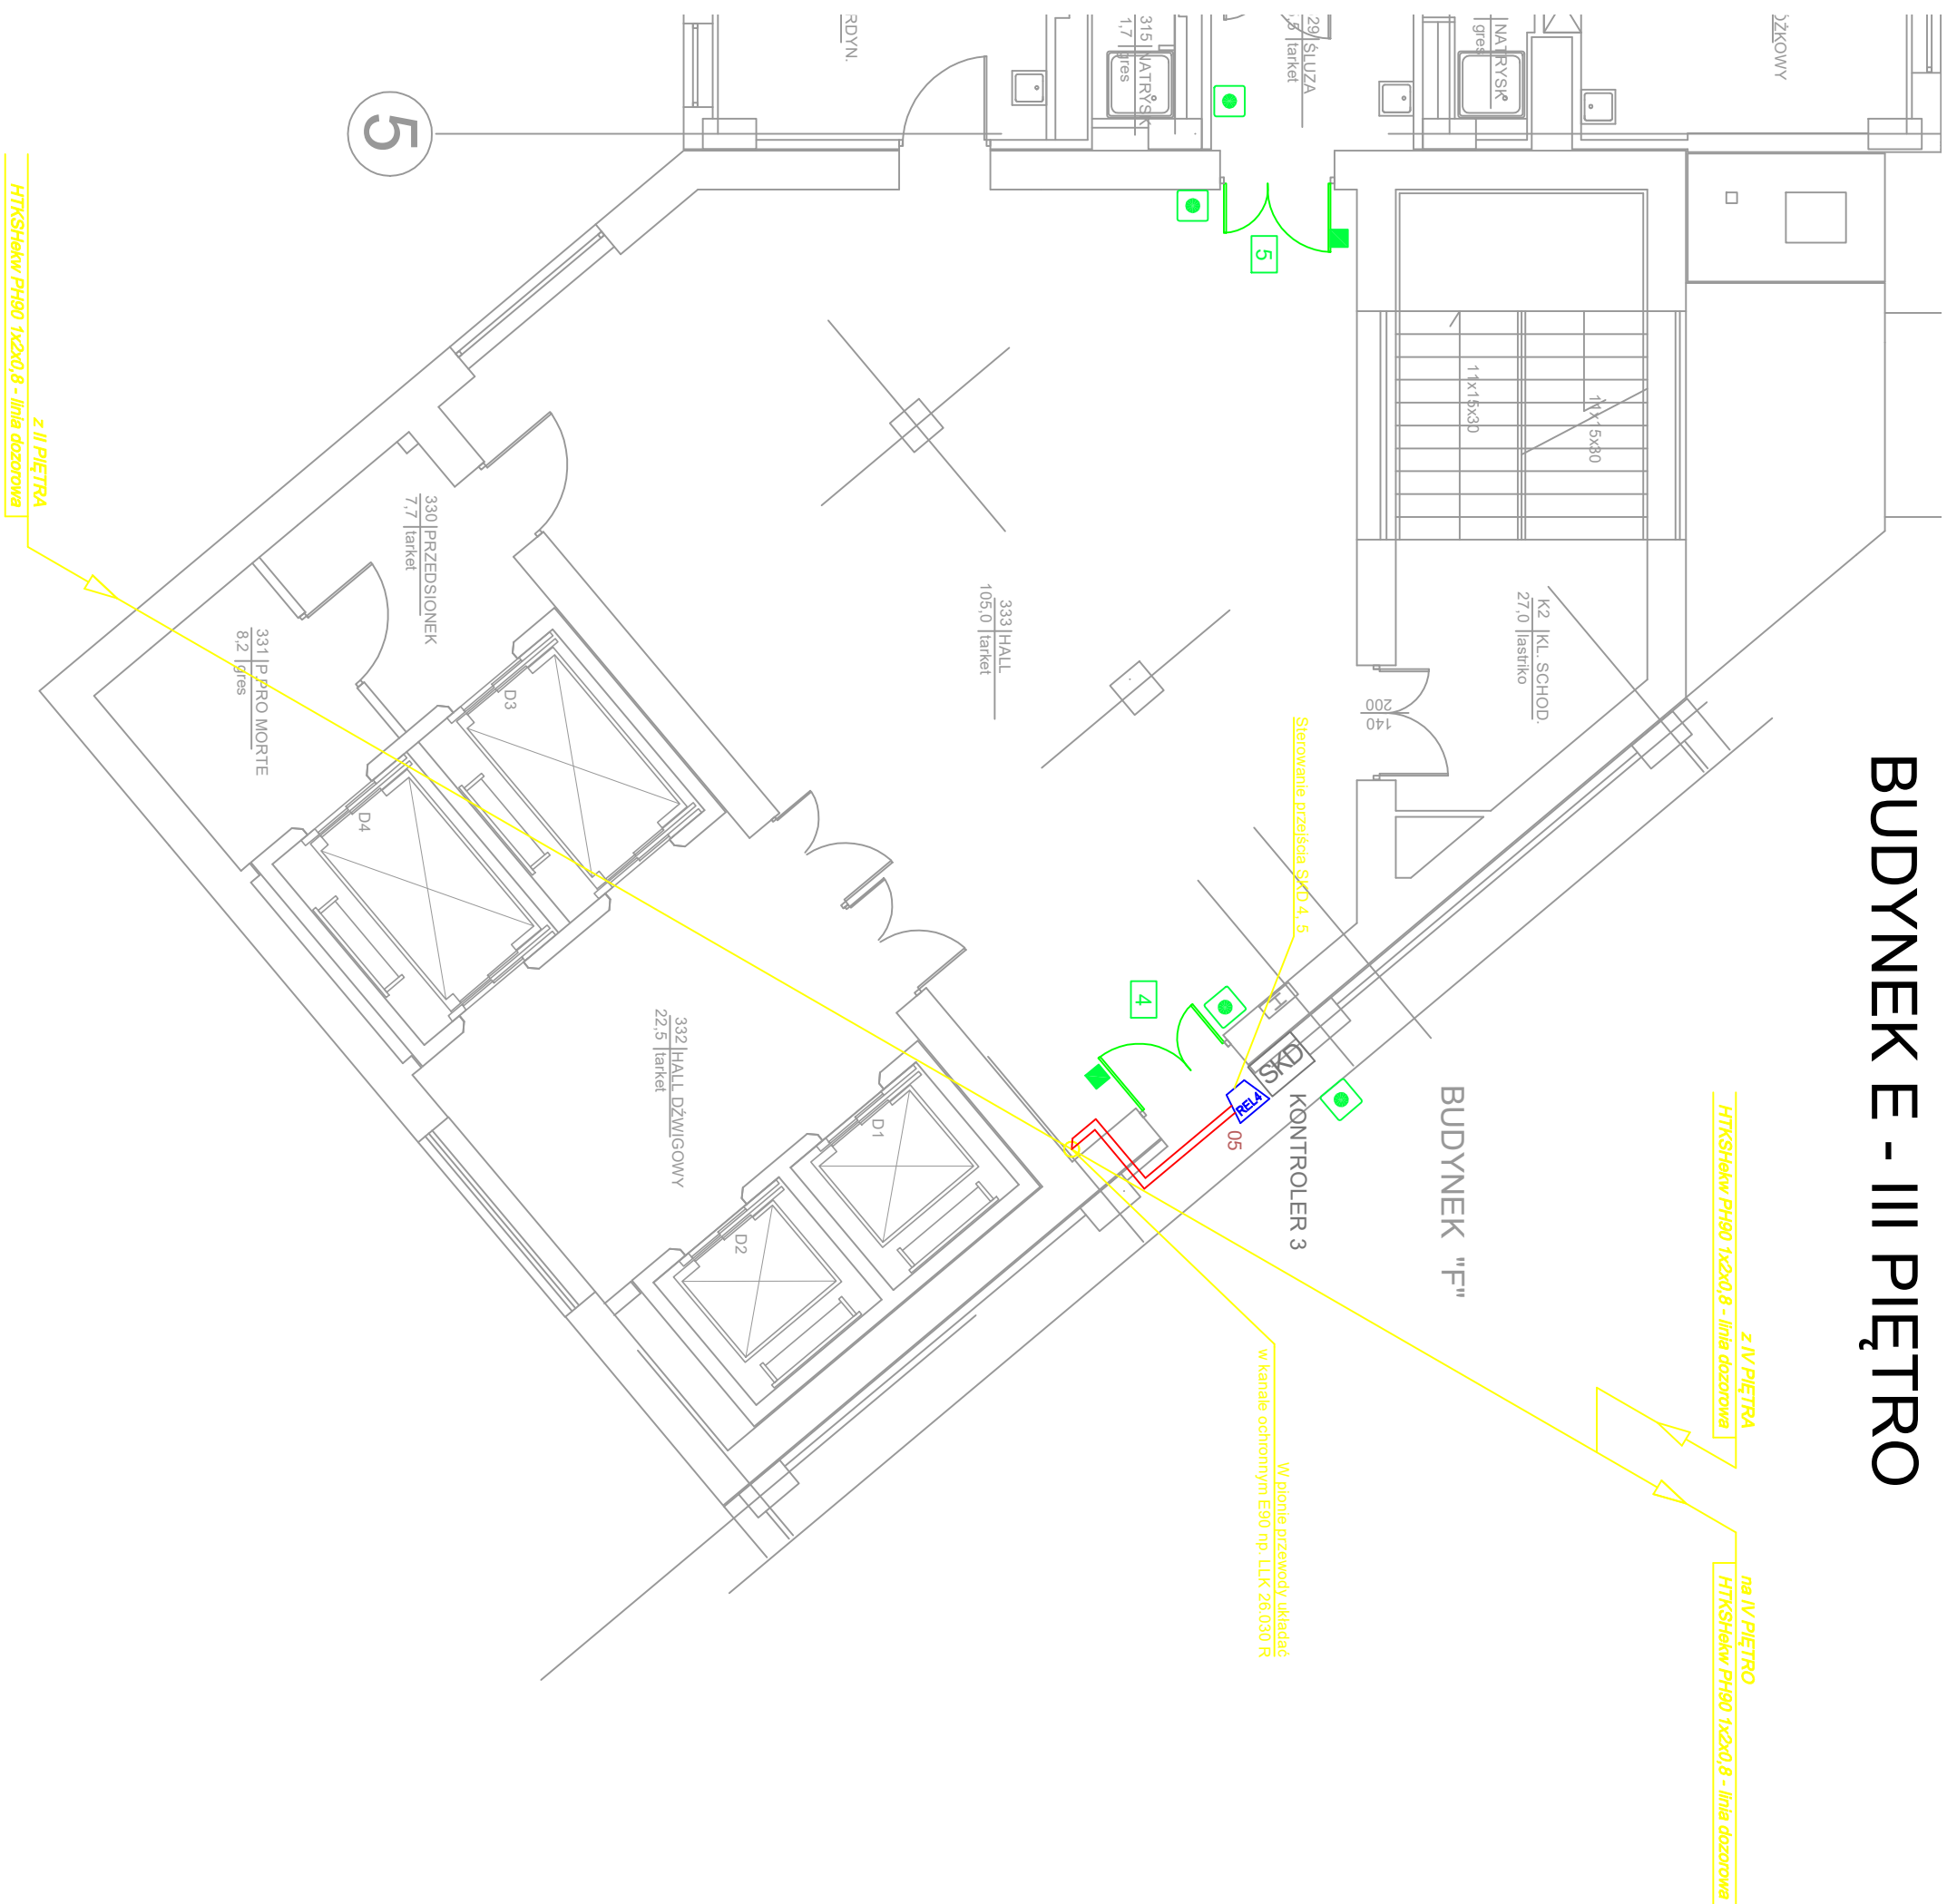 BUDYNEK E - III PIĘTRO
RDYN.
315 NATRYSK
1,7 gres
29 ŚLUZA
tarket
NATRYSK
gres
5
5
11x15x30
11x15x30
K2 KL. SCHOD.
27,0 lastriko
200
140
333 HALL
105,0 tarket
330 PRZEDSIONEK
7,7 tarket
331 P PRO MORTE
8,2 gres
332 HALL DŹWIGOWY
22,5 tarket
D3
D4
D1
D2
4
H
SKD
REL4
05
KONTROLER 3
BUDYNEK "F"
Sterowanie przejścia SKD 4, 5
W pionie przewody układać
w kanale ochronnym E90 np. LLK 26.030 R
z II PIĘTRA
HTKSHekw PH90 1x2x0,8 - linia dozorowa
z IV PIĘTRA
HTKSHekw PH90 1x2x0,8 - linia dozorowa
na IV PIĘTRO
HTKSHekw PH90 1x2x0,8 - linia dozorowa